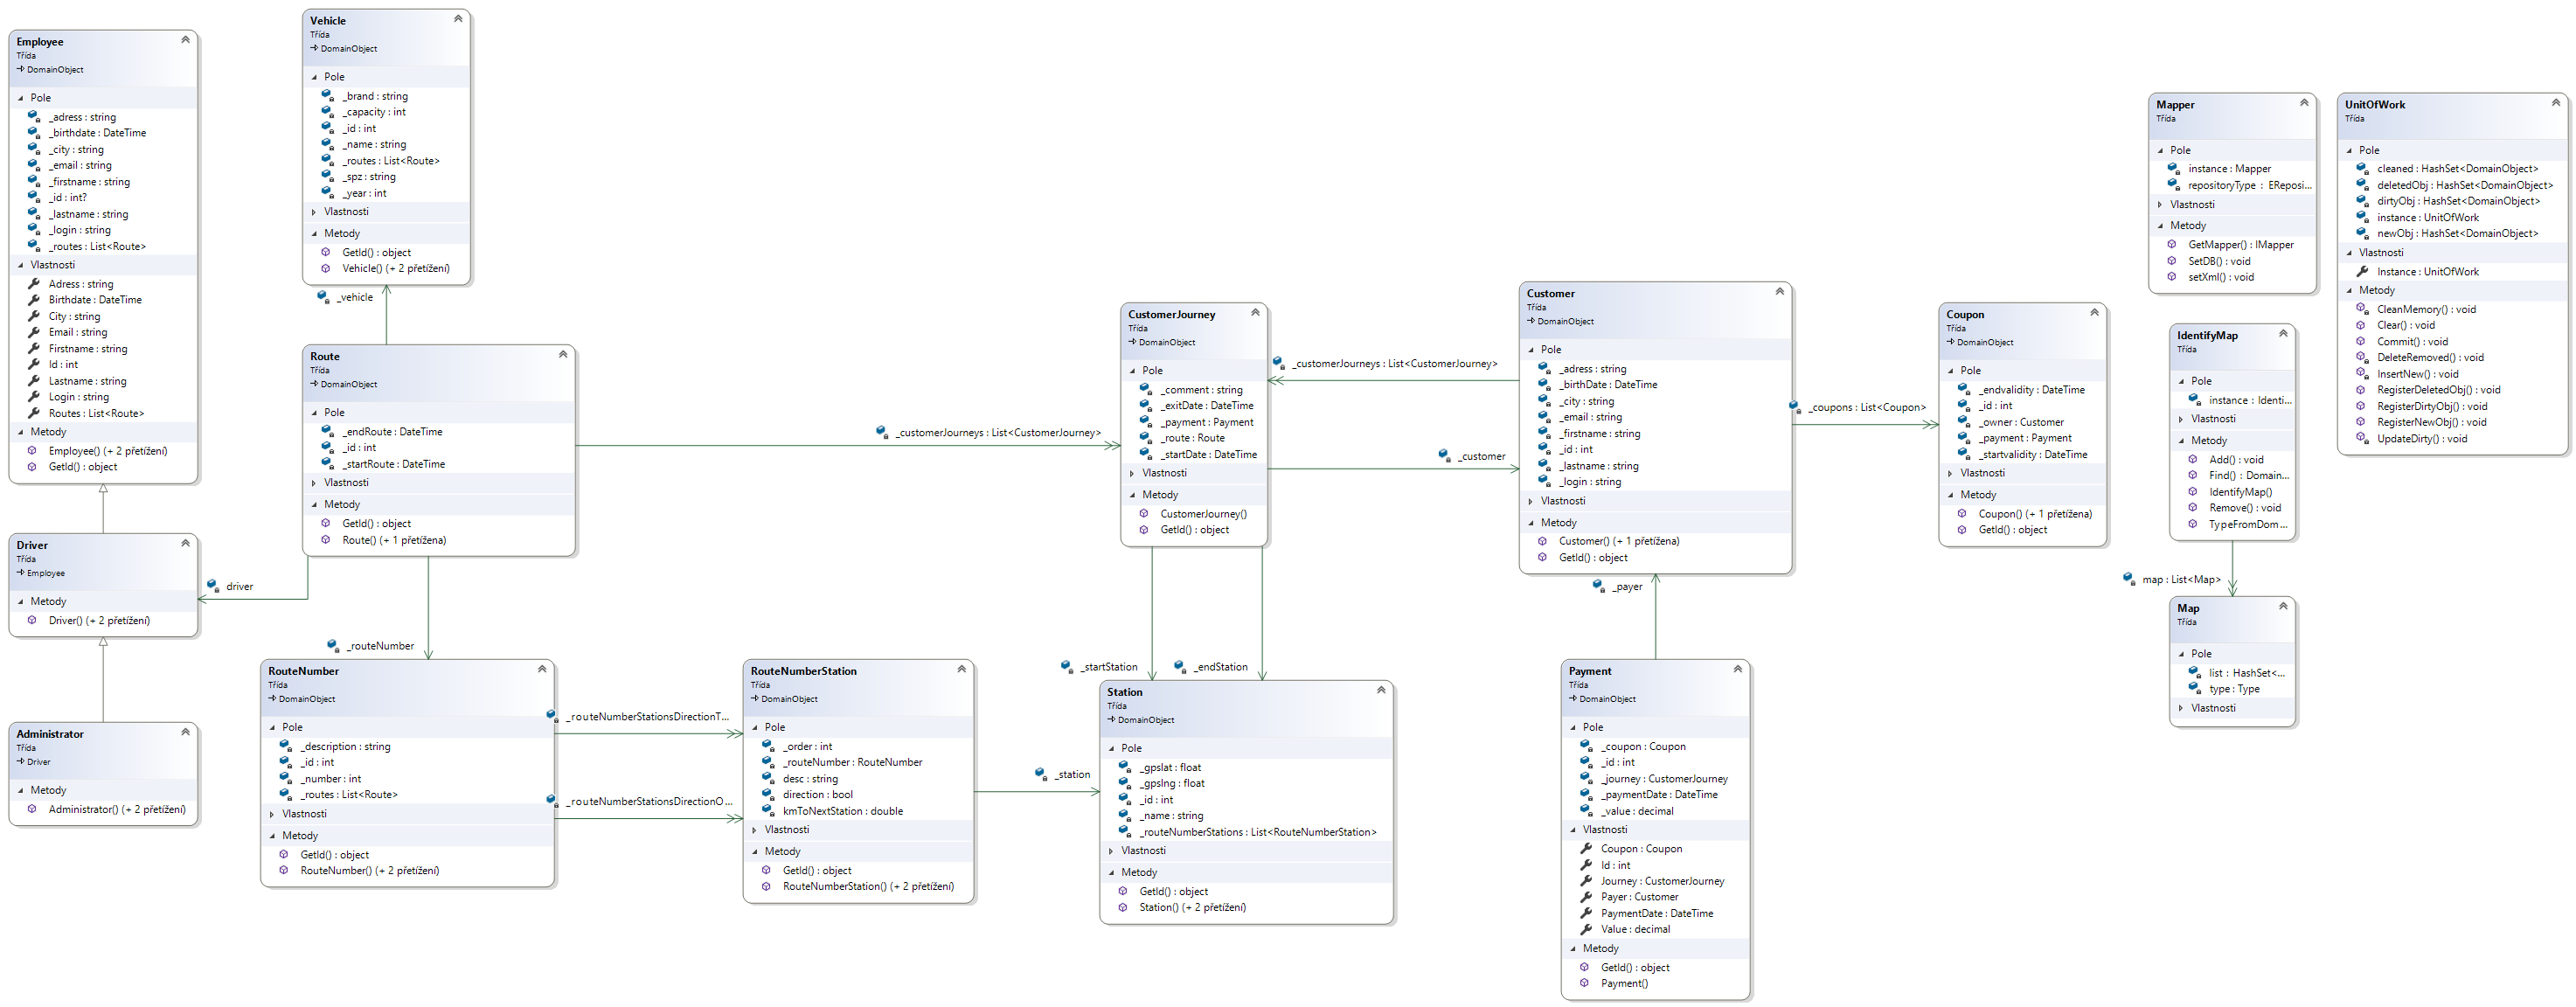 Employee
Třída
DomainObject
Pole
_adress : string
_birthdate : DateTime
_city : string
_email : string
_firstname : string
_id : int?
_lastname : string
_login : string
_routes : List<Route>
Vlastnosti
Adress : string
Birthdate : DateTime
City : string
Email : string
Firstname : string
Id : int
Lastname : string
Login : string
Routes : List<Route>
Metody
Employee() (+ 2 přetížení)
GetId() : object
Driver
Třída
Employee
Metody
Driver() (+ 2 přetížení)
Administrator
Třída
Driver
Metody
Administrator() (+ 2 přetížení)
Vehicle
Třída
DomainObject
Pole
_brand : string
_capacity : int
_id : int
_name : string
_routes : List<Route>
_spz : string
_year : int
Vlastnosti
Metody
GetId() : object
Vehicle() (+ 2 přetížení)
_vehicle
Route
Třída
DomainObject
Pole
_endRoute : DateTime
_id : int
_startRoute : DateTime
Vlastnosti
Metody
GetId() : object
Route() (+ 1 přetížena)
driver
_routeNumber
_customerJourneys : List<CustomerJourney>
RouteNumber
Třída
DomainObject
Pole
_description : string
_id : int
_number : int
_routes : List<Route>
Vlastnosti
Metody
GetId() : object
RouteNumber() (+ 2 přetížení)
_routeNumberStationsDirectionT...
_routeNumberStationsDirectionO...
RouteNumberStation
Třída
DomainObject
Pole
_order : int
_routeNumber : RouteNumber
desc : string
direction : bool
kmToNextStation : double
Vlastnosti
Metody
GetId() : object
RouteNumberStation() (+ 2 přetížení)
_station
CustomerJourney
Třída
DomainObject
Pole
_comment : string
_exitDate : DateTime
_payment : Payment
_route : Route
_startDate : DateTime
Vlastnosti
Metody
CustomerJourney()
GetId() : object
_customerJourneys : List<CustomerJourney>
_customer
_startStation
_endStation
Station
Třída
DomainObject
Pole
_gpslat : float
_gpslng : float
_id : int
_name : string
_routeNumberStations : List<RouteNumberStation>
Vlastnosti
Metody
GetId() : object
Station() (+ 2 přetížení)
Customer
Třída
DomainObject
Pole
_adress : string
_birthDate : DateTime
_city : string
_email : string
_firstname : string
_id : int
_lastname : string
_login : string
Vlastnosti
Metody
Customer() (+ 1 přetížena)
GetId() : object
_coupons : List<Coupon>
_payer
Payment
Třída
DomainObject
Pole
_coupon : Coupon
_id : int
_journey : CustomerJourney
_paymentDate : DateTime
_value : decimal
Vlastnosti
Coupon : Coupon
Id : int
Journey : CustomerJourney
Payer : Customer
PaymentDate : DateTime
Value : decimal
Metody
GetId() : object
Payment()
Coupon
Třída
DomainObject
Pole
_endvalidity : DateTime
_id : int
_owner : Customer
_payment : Payment
_startvalidity : DateTime
Vlastnosti
Metody
Coupon() (+ 1 přetížena)
GetId() : object
Mapper
Třída
Pole
instance : Mapper
repositoryType : EReposi...
Vlastnosti
Metody
GetMapper() : IMapper
SetDB() : void
setXml() : void
IdentifyMap
Třída
Pole
instance : Identi...
Vlastnosti
Metody
Add() : void
Find() : Domain...
IdentifyMap()
Remove() : void
TypeFromDom...
map : List<Map>
Map
Třída
Pole
list : HashSet<...
type : Type
Vlastnosti
UnitOfWork
Třída
Pole
cleaned : HashSet<DomainObject>
deletedObj : HashSet<DomainObject>
dirtyObj : HashSet<DomainObject>
instance : UnitOfWork
newObj : HashSet<DomainObject>
Vlastnosti
Instance : UnitOfWork
Metody
CleanMemory() : void
Clear() : void
Commit() : void
DeleteRemoved() : void
InsertNew() : void
RegisterDeletedObj() : void
RegisterDirtyObj() : void
RegisterNewObj() : void
UpdateDirty() : void